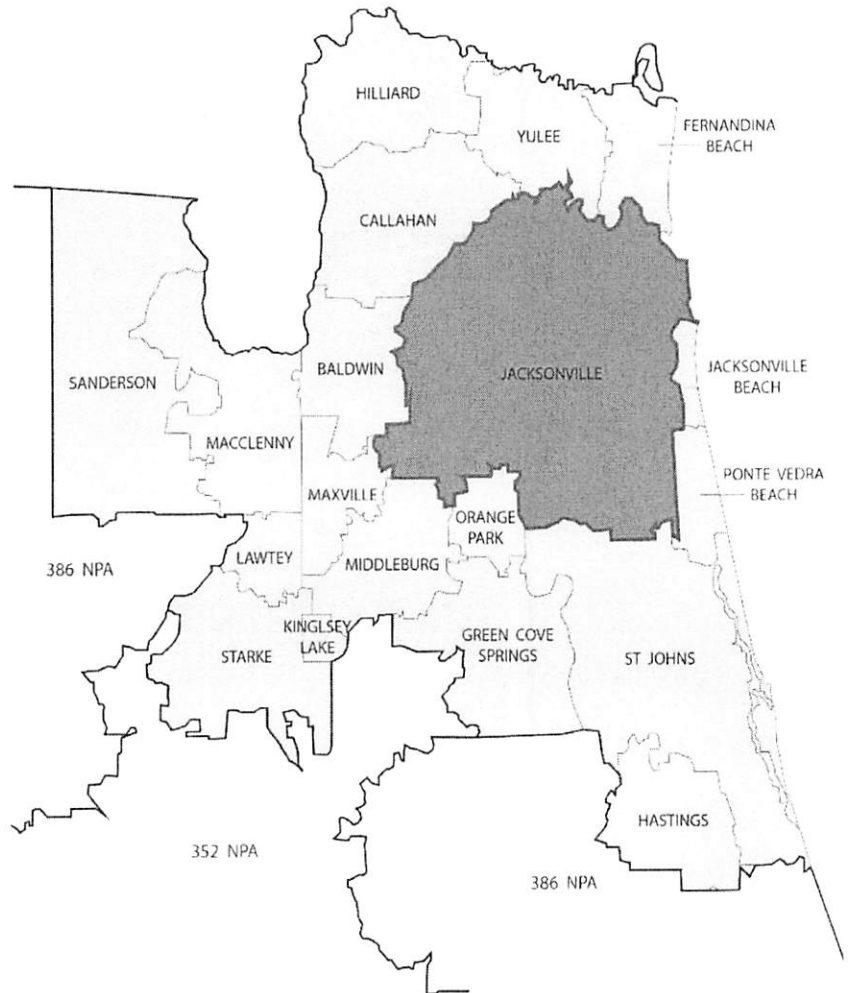 HILLIARD
YULEE
FERNANDINA
BEACH
CALLAHAN
SANDERSON
BALDWIN
JACKSONVILLE
JACKSONVILLE
BEACH
MACCLENNY
MAXVILLE
PONTE VEDRA
BEACH
ORANGE
PARK
386 NPA
LAWTEY
MIDDLEBURG
KINGLSEY
LAKE
STARKE
GREEN COVE
SPRINGS
ST JOHNS
HASTINGS
352 NPA
386 NPA